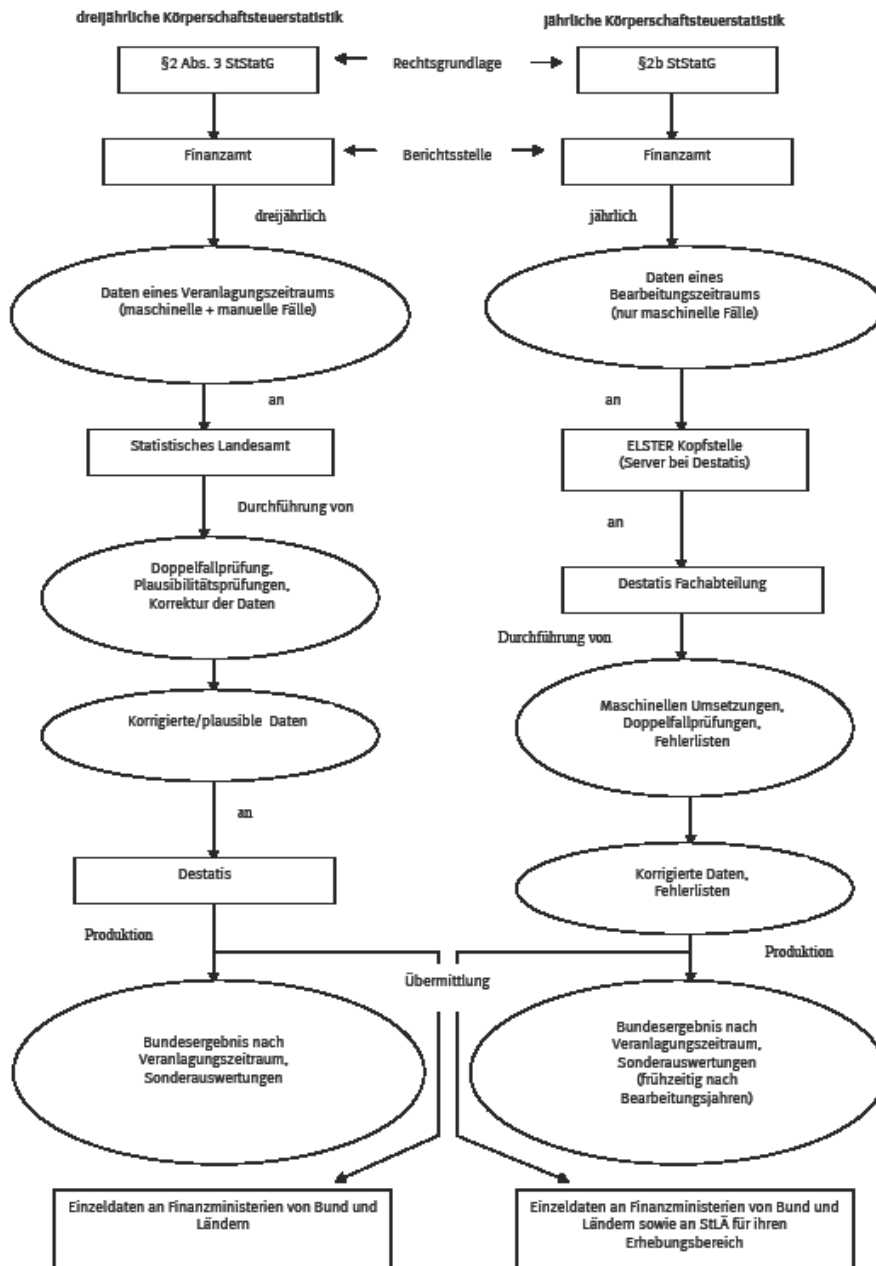 dreijährliche Körperschaftsteuerstatistik
jährliche Körperschaftsteuerstatistik
§2 Abs. 3 StStatG
Rechtsgrundlage
§2b StStatG
Finanzamt
Berichtsstelle
Finanzamt
dreijährlich
jährlich
Daten eines Veranlagungszeitraums
(maschinelle + manuelle Fälle)
Daten eines
Bearbeitungszeitraums
(nur maschinelle Fälle)
an
an
Statistisches Landesamt
ELSTER Kopfstelle
(Server bei Destatis)
Durchführung von
an
Doppelfallprüfung,
Plausibilitätsprüfungen,
Korrektur der Daten
Destatis Fachabteilung
Durchführung von
Korrigierte/plausible Daten
Maschinellen Umsetzungen,
Doppelfallprüfungen,
Fehlerlisten
an
Destatis
Korrigierte Daten,
Fehlerlisten
Produktion
Produktion
Übermittlung
Bundesergebnis nach
Veranlagungszeitraum,
Sonderauswertungen
Bundesergebnis nach
Veranlagungszeitraum,
Sonderauswertungen
(frühzeitig nach
Bearbeitungsjahren)
Einzeldaten an Finanzministerien von Bund und
Ländern
Einzeldaten an Finanzministerien von Bund und
Ländern sowie an StLÄ für ihren
Erhebungsbereich